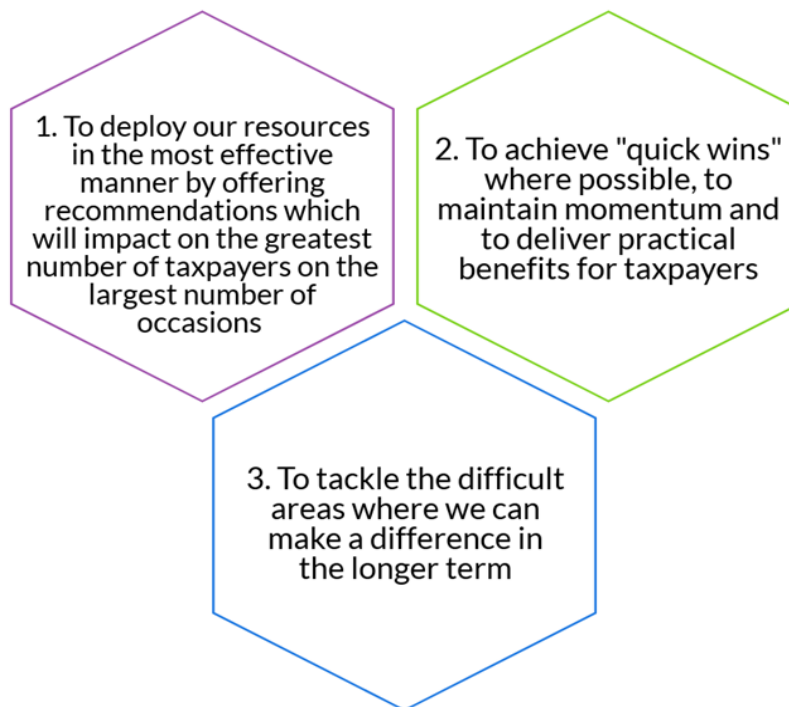 1. To deploy our resources
in the most effective
manner by offering
recommendations which
will impact on the greatest
number of taxpayers on the
largest number of
occasions
2. To achieve "quick wins"
where possible, to
maintain momentum and
to deliver practical
benefits for taxpayers
3. To tackle the difficult
areas where we can
make a difference in
the longer term